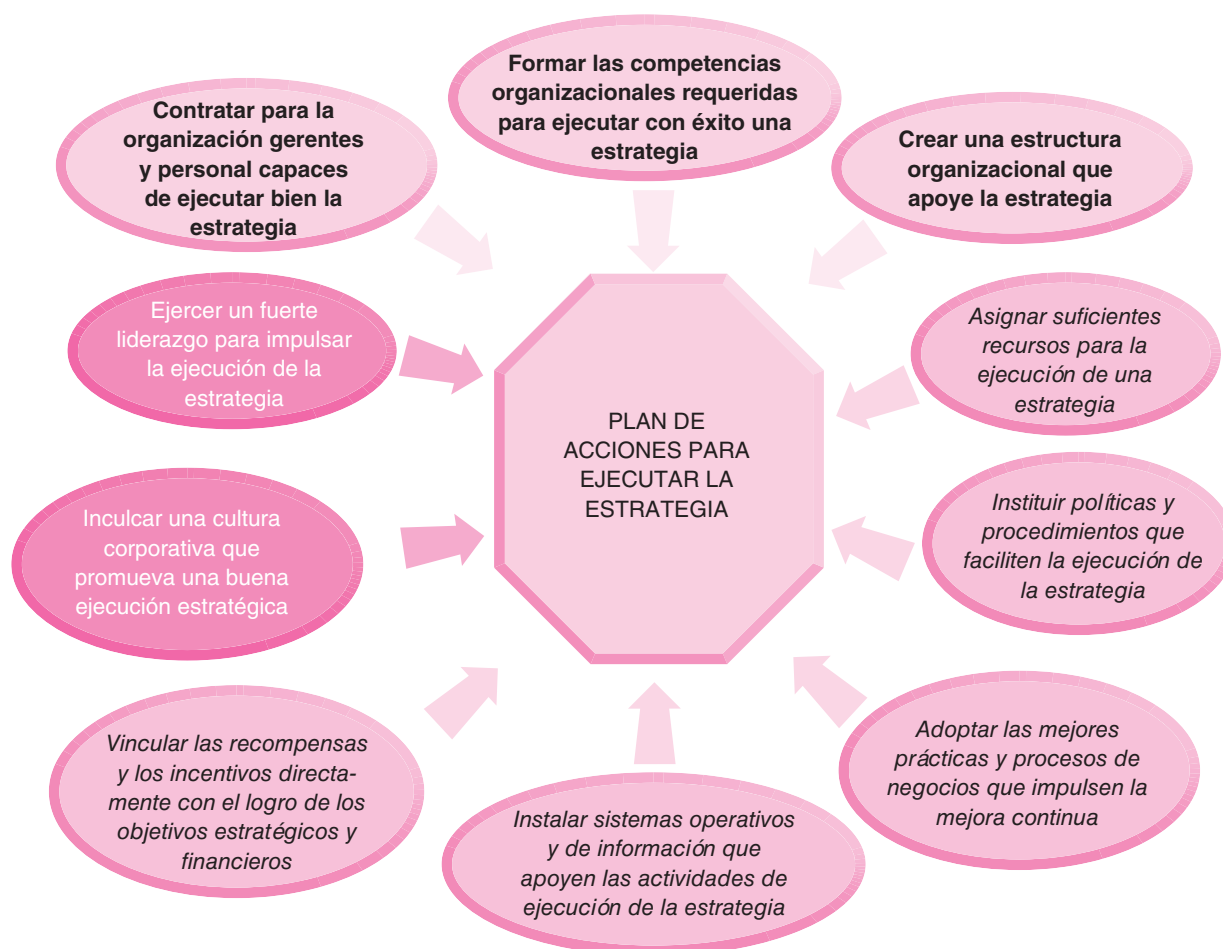 Formar las competencias
organizacionales requeridas
para ejecutar con éxito una
estrategia
Contratar para la
organización gerentes
y personal capaces
de ejecutar bien la
estrategia
Crear una estructura
organizacional que
apoye la estrategia
Ejercer un fuerte
liderazgo para impulsar
la ejecución de la
estrategia
Asignar suficientes
recursos para la
ejecución de una
estrategia
PLAN DE
ACCIONES PARA
EJECUTAR LA
ESTRATEGIA
Inculcar una cultura
corporativa que
promueva una buena
ejecución estratégica
Instituir políticas y
procedimientos que
faciliten la ejecución de
la estrategia
Vincular las recompensas
y los incentivos directa-
mente con el logro de los
objetivos estratégicos y
financieros
Instalar sistemas operativos
y de información que
apoyen las actividades de
ejecución de la estrategia
Adoptar las mejores
prácticas y procesos de
negocios que impulsen la
mejora continua